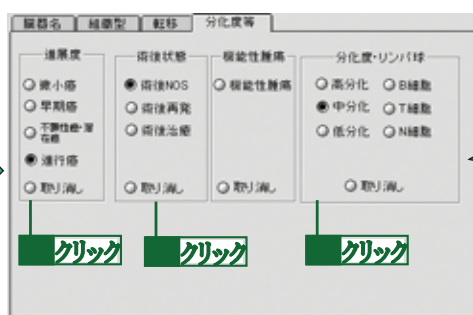 臓器名 組織型 転移 分化度等
進展度
微小癌
早期癌
不顕性癌・潜在癌
進行癌
取り消し
術後状態
術後NOS
術後再発
術後治癒
取り消し
機能性腫瘍
機能性腫瘍
取り消し
分化度・リンパ球
高分化 B細胞
中分化 T細胞
低分化 N細胞
取り消し
クリック クリック クリック